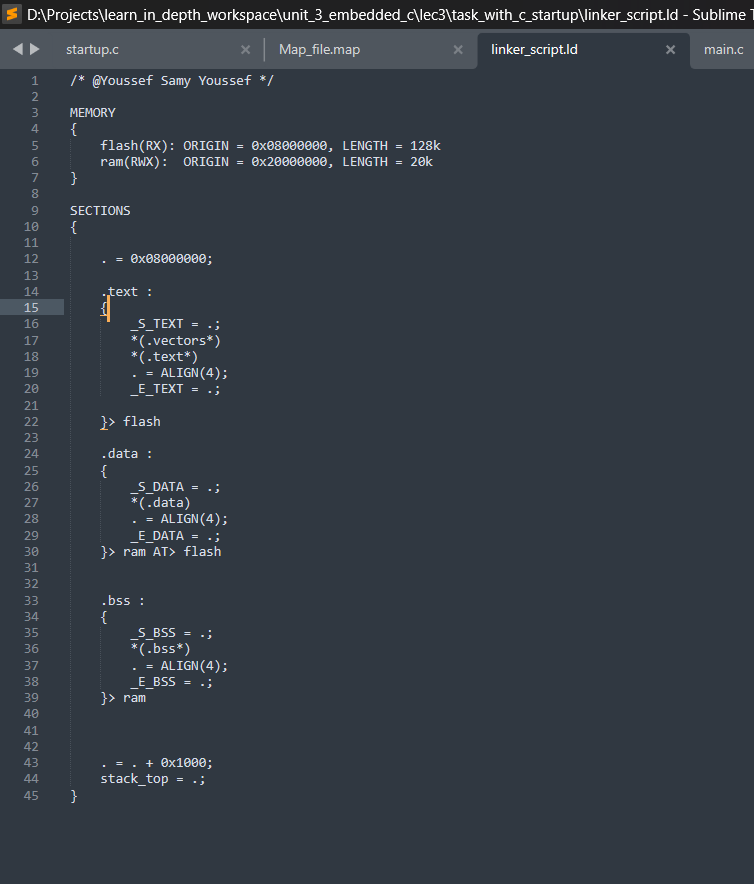 D:\Projects\learn_in_depth_workspace\unit_3_embedded_c\lec3\task_with_c_startup\linker_script.ld - Sublime T
startup.c × Map_file.map × linker_script.ld × main.c
1 /* @Youssef Samy Youssef */
2
3 MEMORY
4 {
5     flash(RX): ORIGIN = 0x08000000, LENGTH = 128k
6     ram(RWX):  ORIGIN = 0x20000000, LENGTH = 20k
7 }
8
9 SECTIONS
10 {
11
12     . = 0x08000000;
13
14     .text :
15     {
16         _S_TEXT = .;
17         *(.vectors*)
18         *(.text*)
19         . = ALIGN(4);
20         _E_TEXT = .;
21
22     }> flash
23
24     .data :
25     {
26         _S_DATA = .;
27         *(.data)
28         . = ALIGN(4);
29         _E_DATA = .;
30     }> ram AT> flash
31
32
33     .bss :
34     {
35         _S_BSS = .;
36         *(.bss*)
37         . = ALIGN(4);
38         _E_BSS = .;
39     }> ram
40
41
42
43     . = . + 0x1000;
44     stack_top = .;
45 }